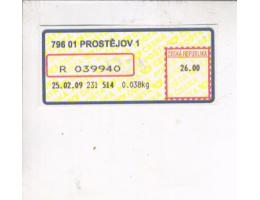 796 01 PROSTĚJOV 1
ČESKÁ REPUBLIKA
R 039940
26.00
25.02.09 231 514 0.038kg